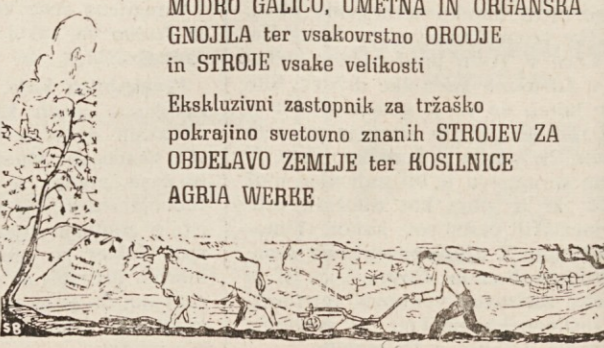 MODRO GALICO, UMETNA IN ORGANSKA
GNOJILA ter vsakovrstno ORODJE
in STROJE vsake velikosti
Ekskluzivni zastopnik za tržaško
pokrajino svetovno znanih STROJEV ZA
OBDELAVO ZEMLJE ter KOSILNICE
AGRIA WERKE
SB